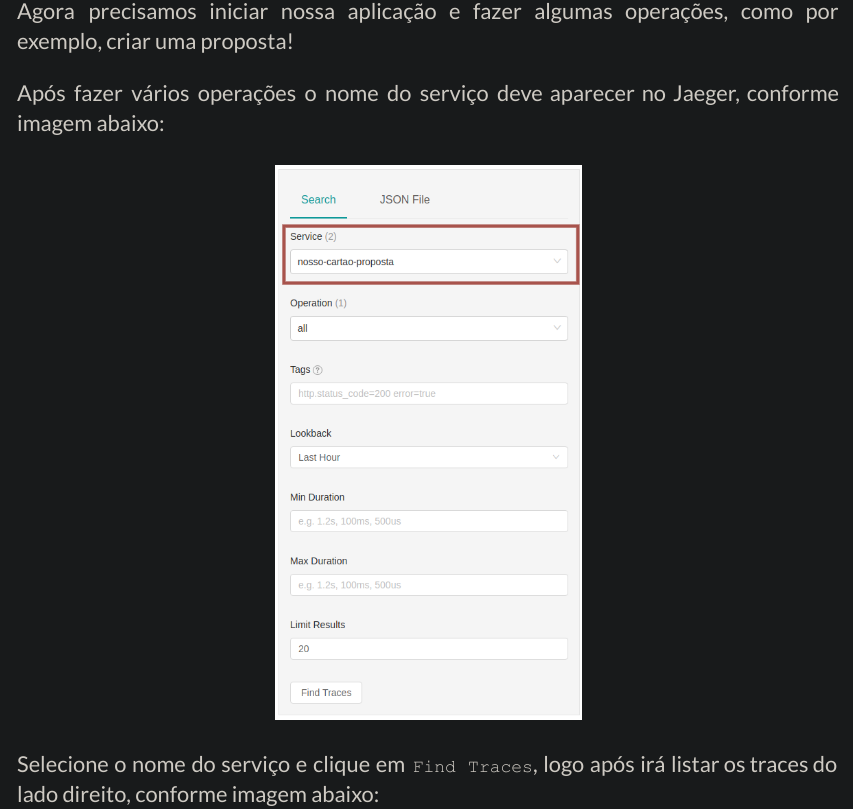 Agora precisamos iniciar nossa aplicação e fazer algumas operações, como por
exemplo, criar uma proposta!
Após fazer vários operações o nome do serviço deve aparecer no Jaeger, conforme
imagem abaixo:
Search JSON File
Service (2)
nosso-cartao-proposta
Operation (1)
all
Tags ?
http.status_code=200 error=true
Lookback
Last Hour
Min Duration
e.g. 1.2s, 100ms, 500us
Max Duration
e.g. 1.2s, 100ms, 500us
Limit Results
20
Find Traces
Selecione o nome do serviço e clique em Find Traces, logo após irá listar os traces do
lado direito, conforme imagem abaixo: